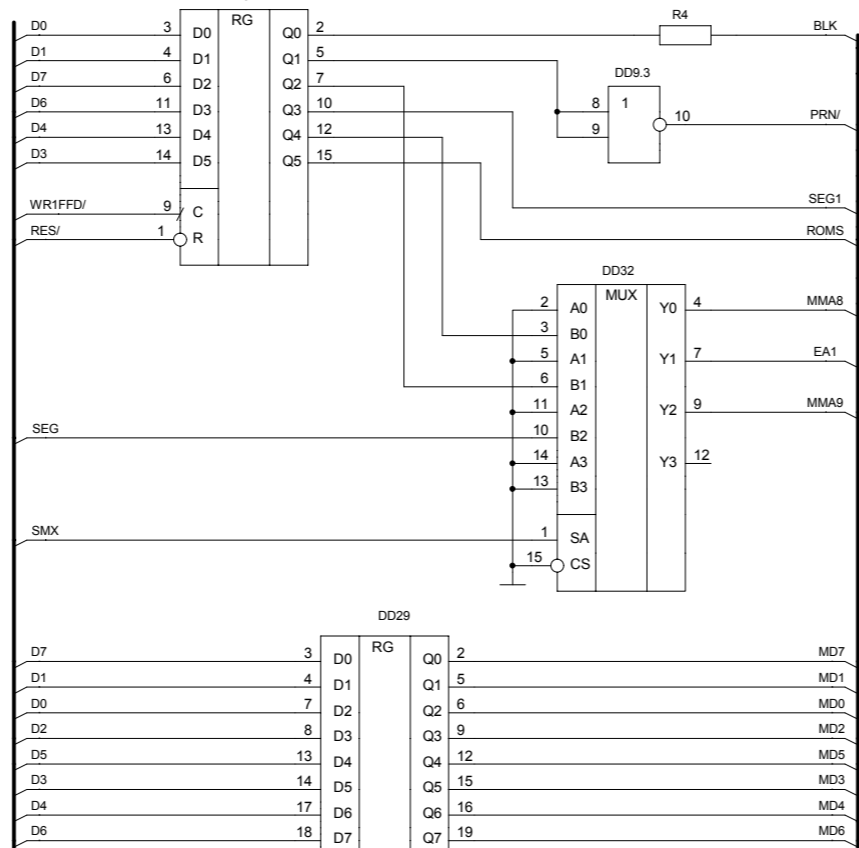 R4
D0 3 D0 RG Q0 2 BLK
D1 4 D1 Q1 5
DD9.3
D7 6 D2 Q2 7
D6 11 D3 Q3 10 8 1
10 PRN/
D4 13 D4 Q4 12 9
D3 14 D5 Q5 15
WR1FFD/ 9 C SEG1
RES/ 1 R ROMS
DD32
2 A0 MUX Y0 4 MMA8
3 B0
5 A1 Y1 7 EA1
6 B1
11 A2 Y2 9 MMA9
SEG 10 B2
14 A3 Y3 12
13 B3
SMX 1 SA
15 CS
DD29
D7 3 D0 RG Q0 2 MD7
D1 4 D1 Q1 5 MD1
D0 7 D2 Q2 6 MD0
D2 8 D3 Q3 9 MD2
D5 13 D4 Q4 12 MD5
D3 14 D5 Q5 15 MD3
D4 17 D6 Q6 16 MD4
D6 18 D7 Q7 19 MD6